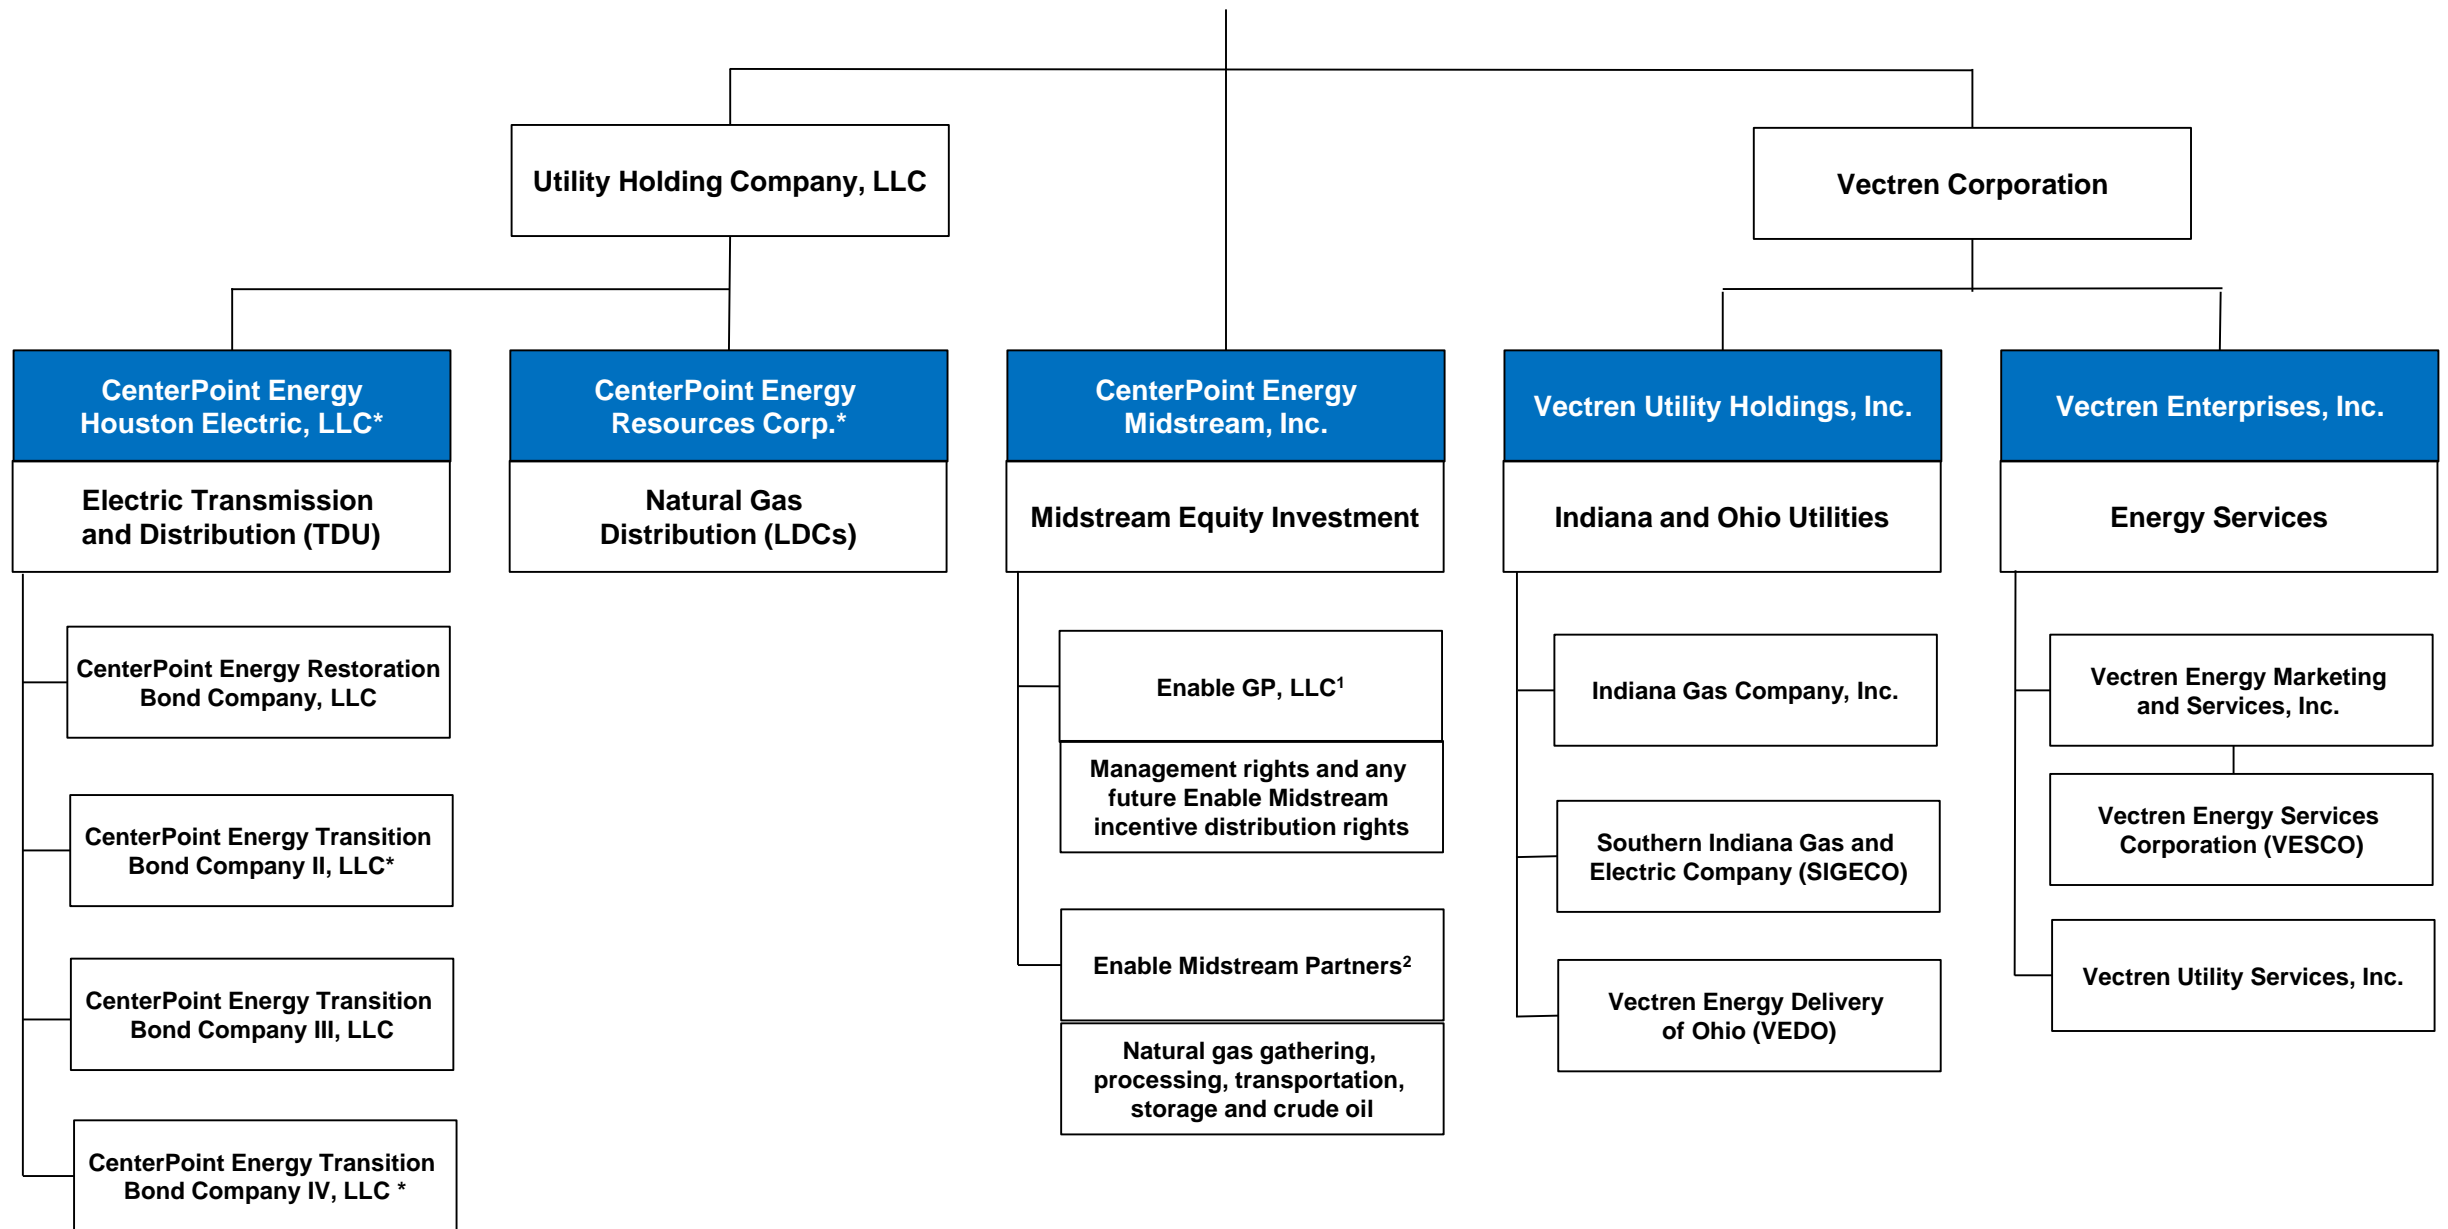 Utility Holding Company, LLC
Vectren Corporation
CenterPoint Energy
Houston Electric, LLC*
Electric Transmission
and Distribution (TDU)
CenterPoint Energy Restoration
Bond Company, LLC
CenterPoint Energy Transition
Bond Company II, LLC*
CenterPoint Energy Transition
Bond Company III, LLC
CenterPoint Energy Transition
Bond Company IV, LLC *
CenterPoint Energy
Resources Corp.*
Natural Gas
Distribution (LDCs)
CenterPoint Energy
Midstream, Inc.
Midstream Equity Investment
Enable GP, LLC¹
Management rights and any
future Enable Midstream
incentive distribution rights
Enable Midstream Partners²
Natural gas gathering,
processing, transportation,
storage and crude oil
Vectren Utility Holdings, Inc.
Indiana and Ohio Utilities
Indiana Gas Company, Inc.
Southern Indiana Gas and
Electric Company (SIGECO)
Vectren Energy Delivery
of Ohio (VEDO)
Vectren Enterprises, Inc.
Energy Services
Vectren Energy Marketing
and Services, Inc.
Vectren Energy Services
Corporation (VESCO)
Vectren Utility Services, Inc.